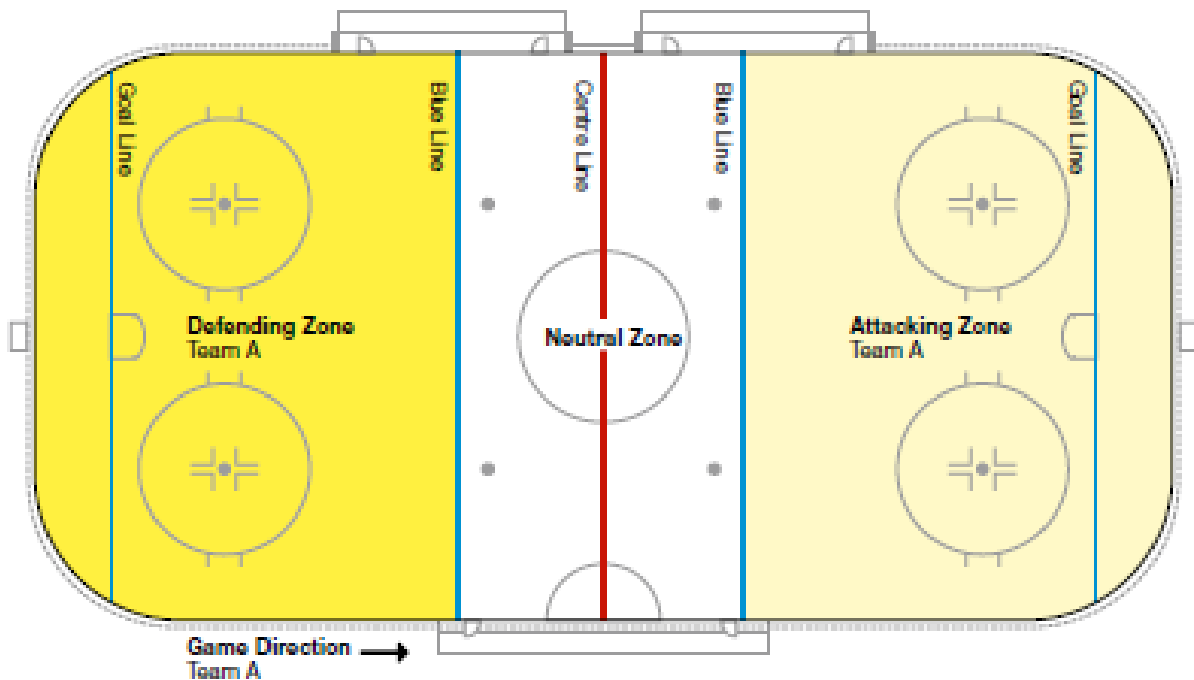 Goal Line
Blue Line
Centre Line
Blue Line
Goal Line
Defending Zone
Team A
Neutral Zone
Attacking Zone
Team A
Game Direction
Team A